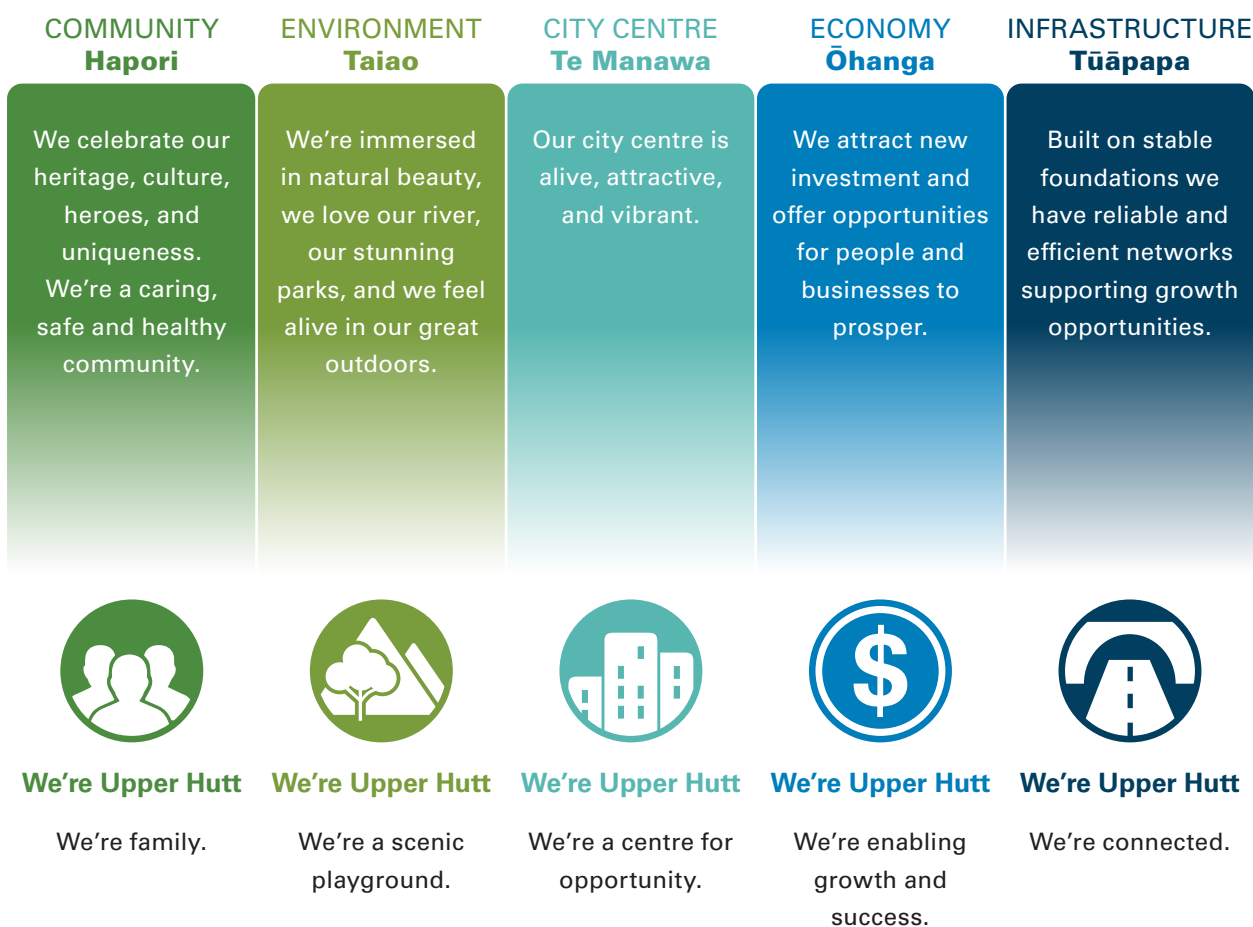 COMMUNITY
Hapori
We celebrate our
heritage, culture,
heroes, and
uniqueness.
We’re a caring,
safe and healthy
community.
We’re Upper Hutt
We’re family.
ENVIRONMENT
Taiao
We’re immersed
in natural beauty,
we love our river,
our stunning
parks, and we feel
alive in our great
outdoors.
We’re Upper Hutt
We’re a scenic
playground.
CITY CENTRE
Te Manawa
Our city centre is
alive, attractive,
and vibrant.
We’re Upper Hutt
We’re a centre for
opportunity.
ECONOMY
Ōhanga
We attract new
investment and
offer opportunities
for people and
businesses to
prosper.
$
We’re Upper Hutt
We’re enabling
growth and
success.
INFRASTRUCTURE
Tūāpapa
Built on stable
foundations we
have reliable and
efficient networks
supporting growth
opportunities.
We’re Upper Hutt
We’re connected.